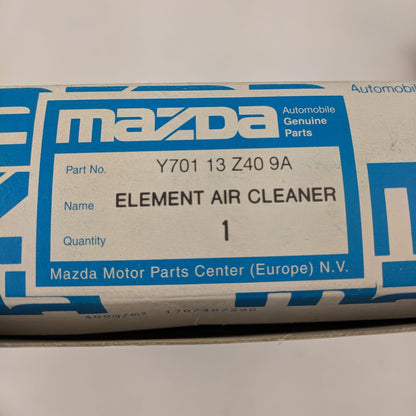 mazda
Automobile
Genuine
Parts
Part No. Y701 13 Z40 9A
Name ELEMENT AIR CLEANER
Quantity 1
Mazda Motor Parts Center (Europe) N.V.
Automobile